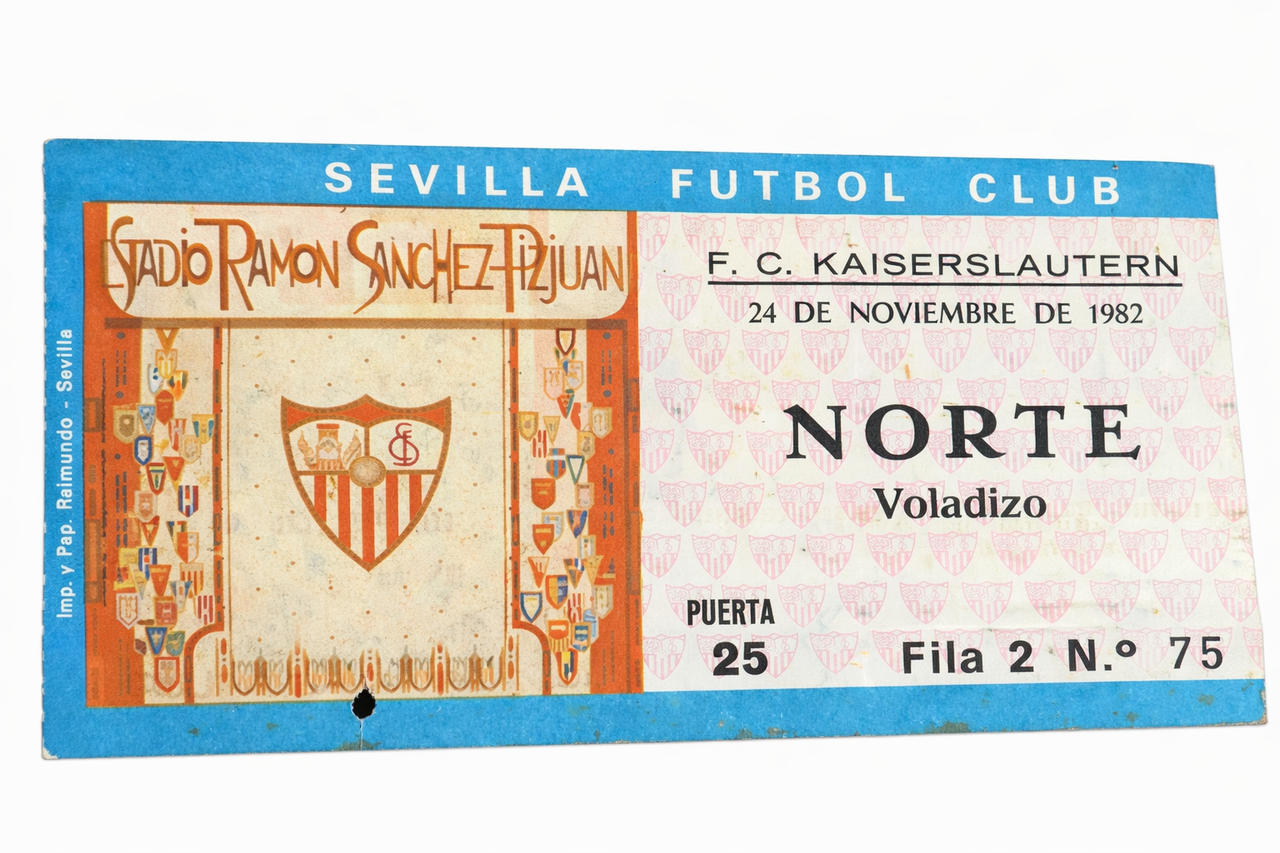 SEVILLA FUTBOL CLUB
ESTADIO RAMON SANCHEZ-PIZJUAN
F. C. KAISERSLAUTERN
24 DE NOVIEMBRE DE 1982
NORTE
Voladizo
PUERTA
25
Fila 2 N.º 75
Imp. y Pap. Raimundo - Sevilla